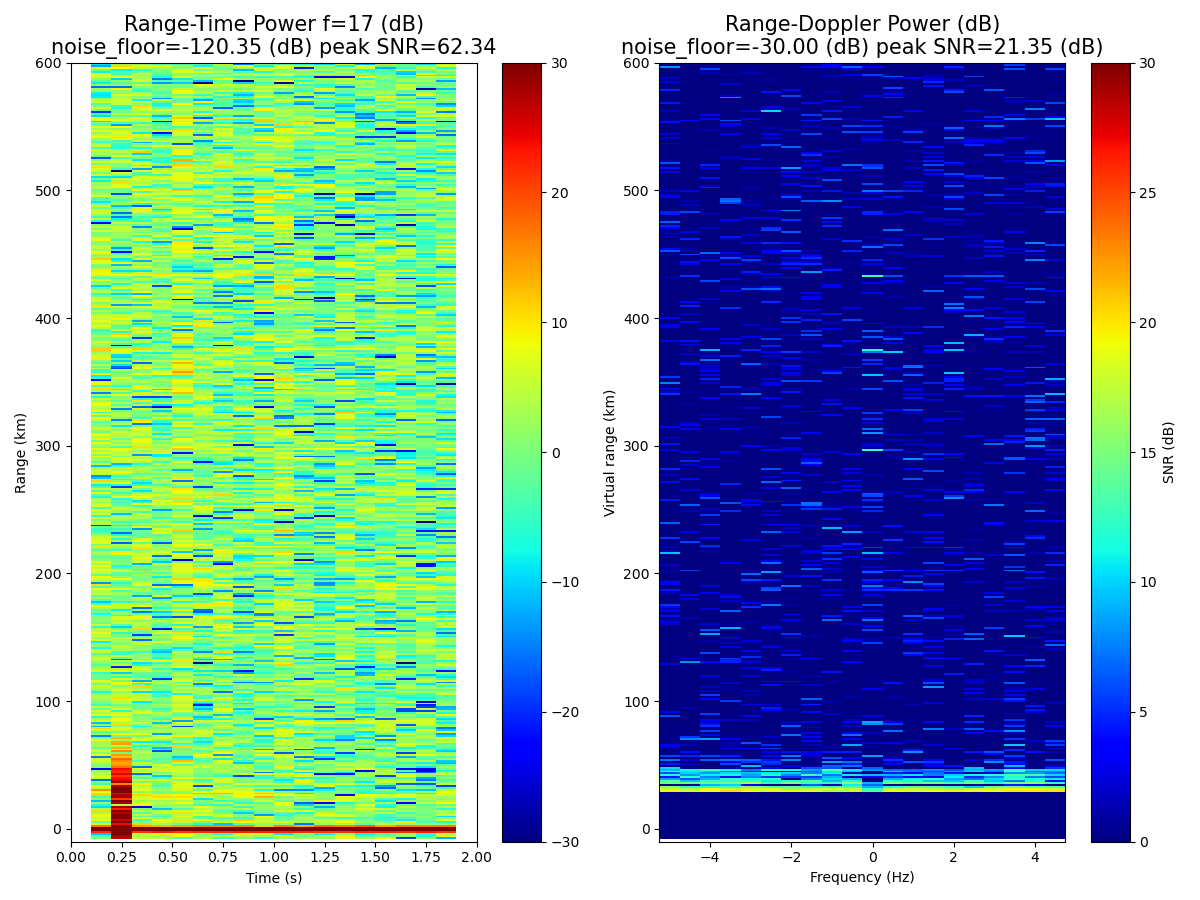 Range-Time Power f=17 (dB)
noise_floor=-120.35 (dB) peak SNR=62.34
Range-Doppler Power (dB)
noise_floor=-30.00 (dB) peak SNR=21.35 (dB)
600
500
400
300
200
100
0
Range (km)
0.00 0.25 0.50 0.75 1.00 1.25 1.50 1.75 2.00
Time (s)
30
20
10
0
−10
−20
−30
600
500
400
300
200
100
0
Virtual range (km)
−4 −2 0 2 4
Frequency (Hz)
30
25
20
15
10
5
0
SNR (dB)